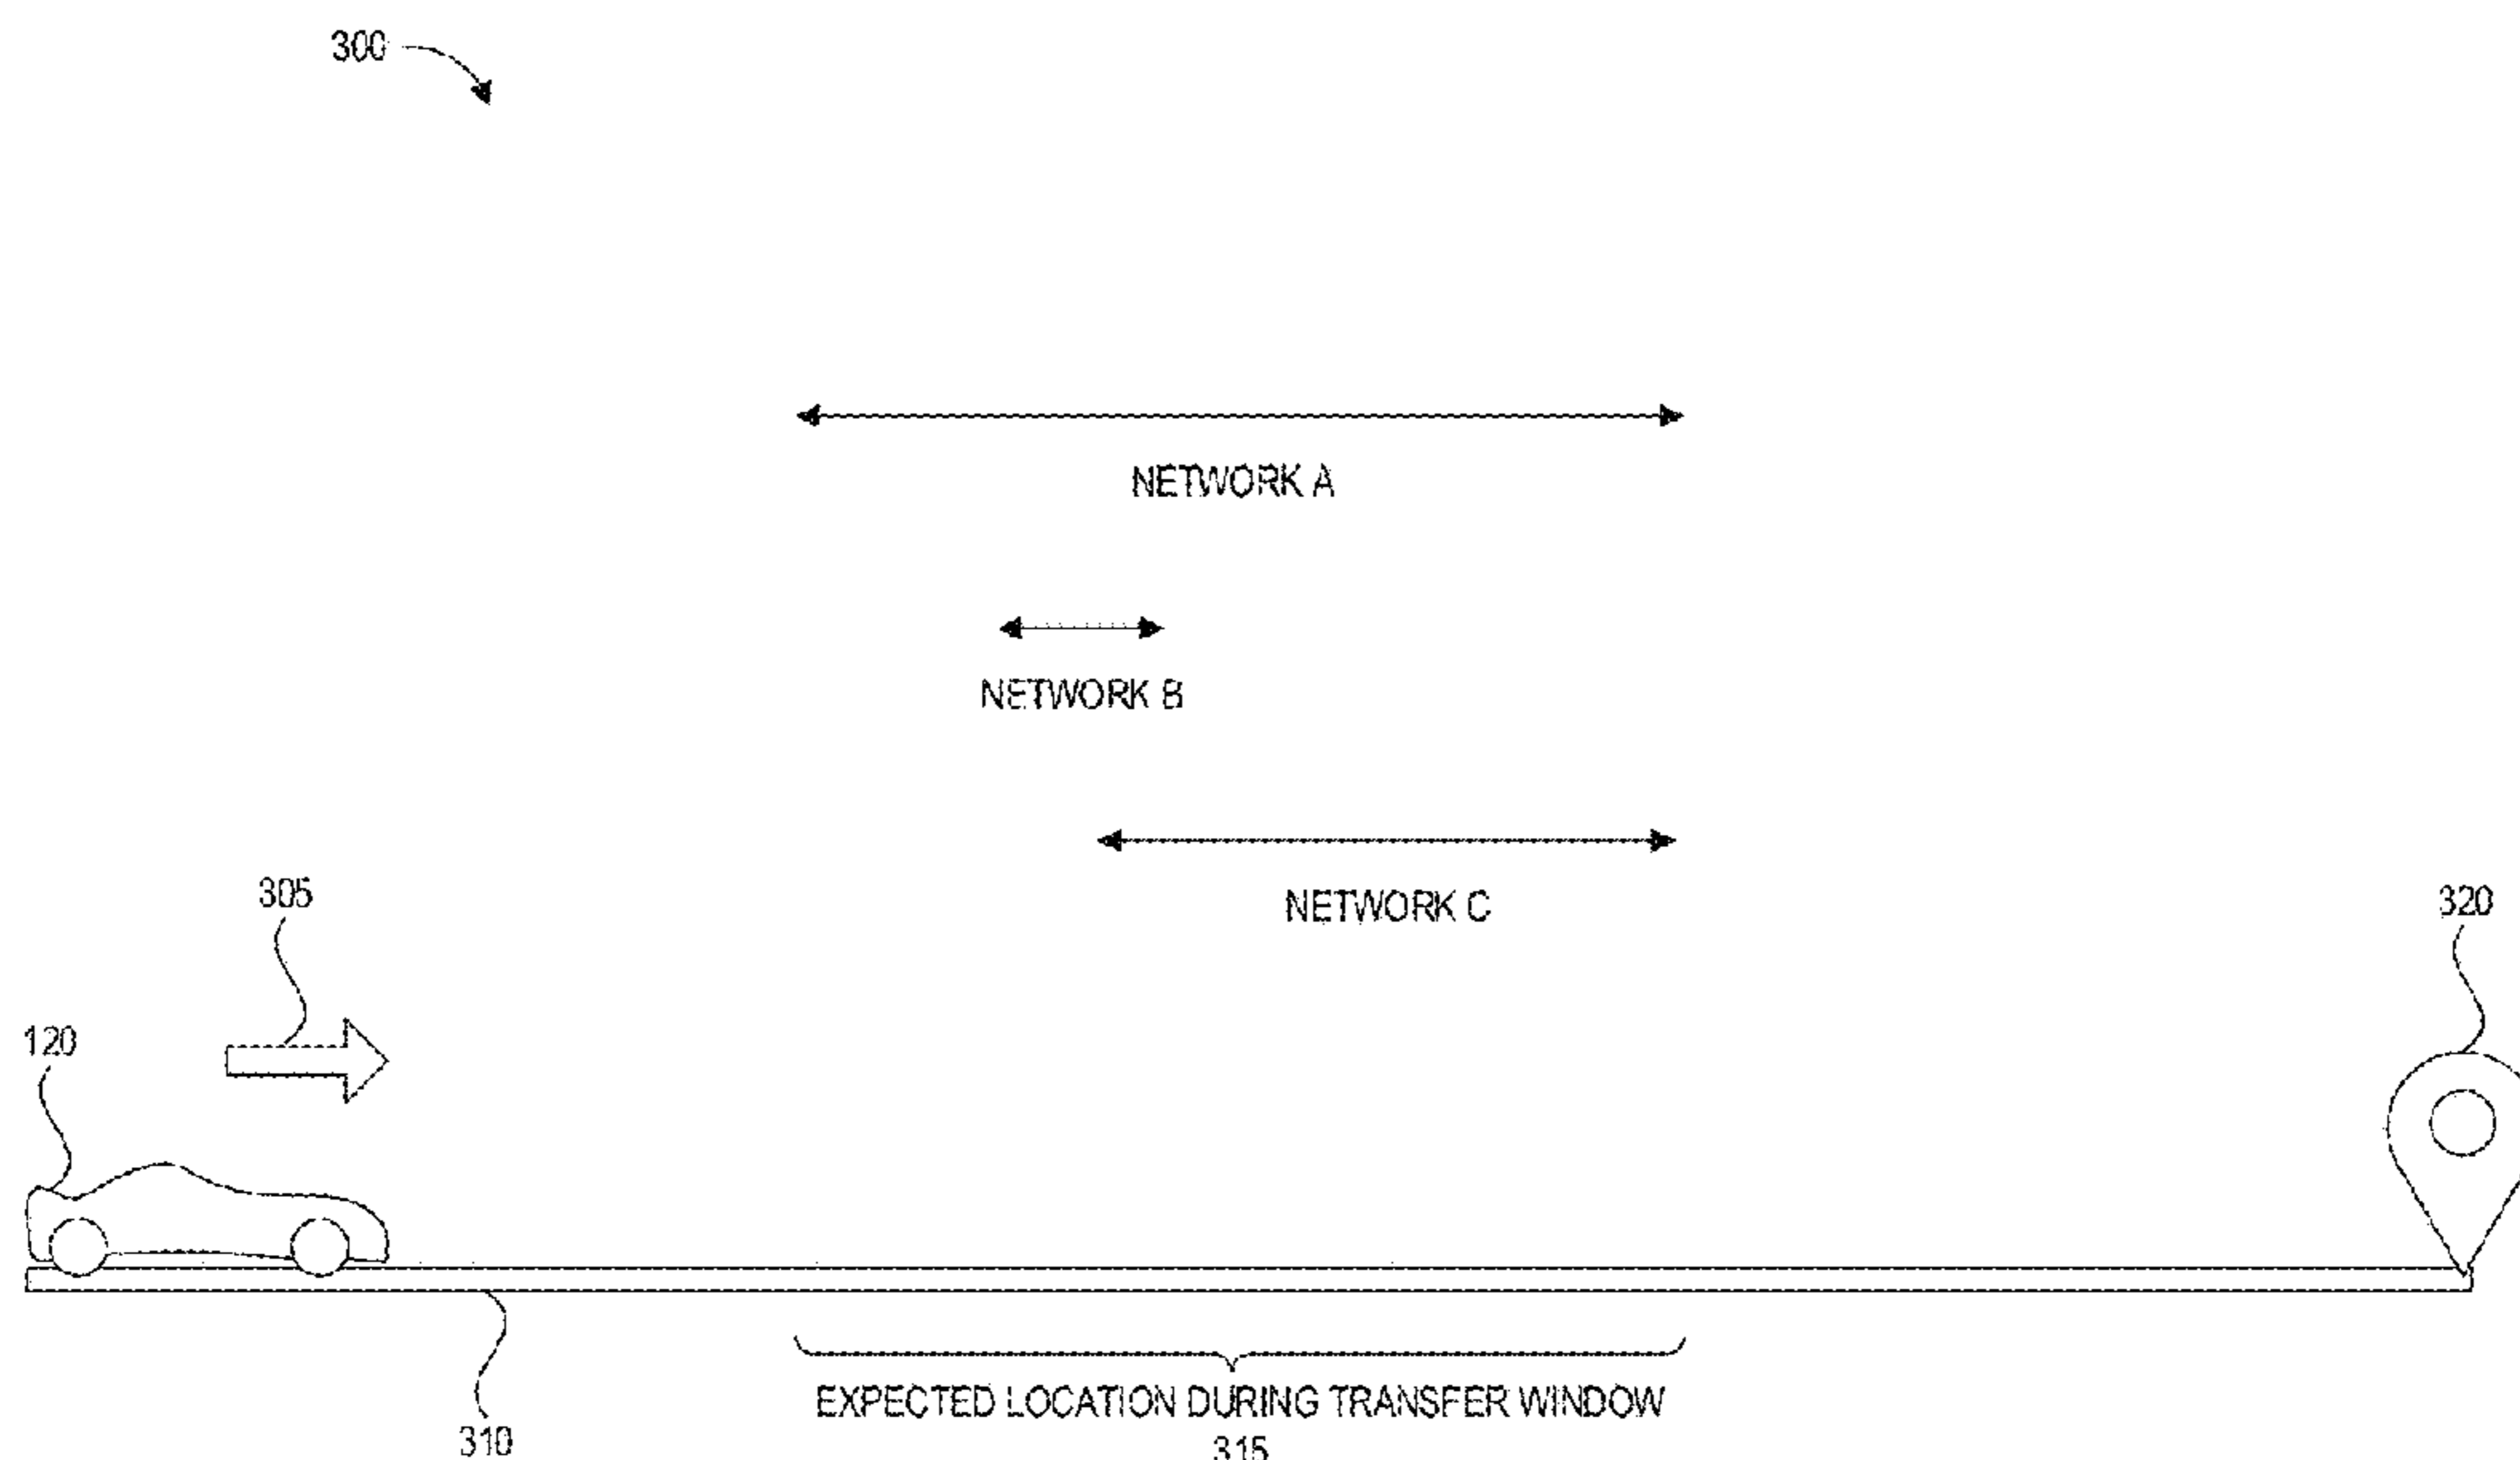 300
NETWORK A
NETWORK B
NETWORK C
305
320
120
EXPECTED LOCATION DURING TRANSFER WINDOW
310
315